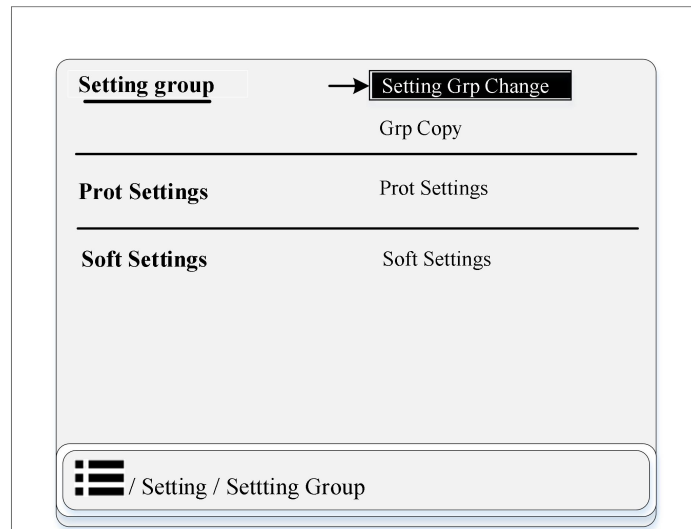 Setting group
Setting Grp Change
Grp Copy
Prot Settings
Prot Settings
Soft Settings
Soft Settings
/ Setting / Settting Group